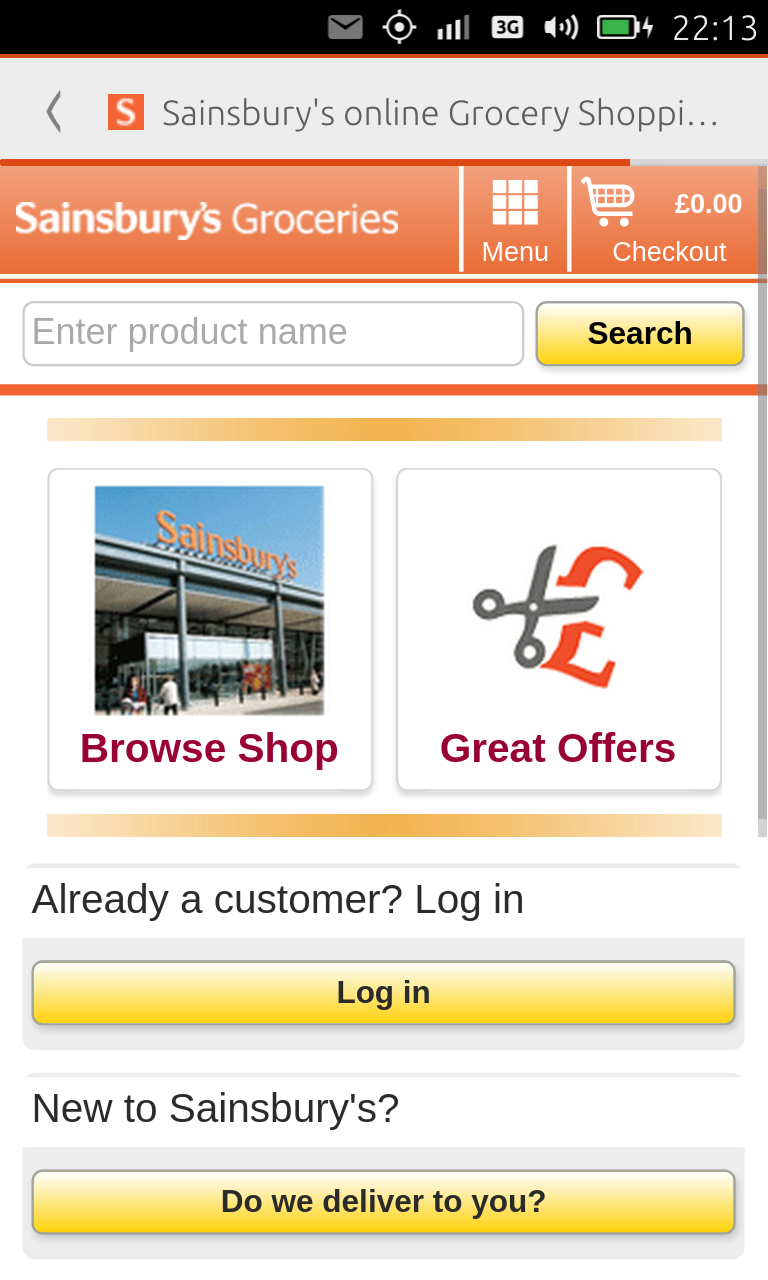 3G 22:13
S Sainsbury's online Grocery Shoppi…
Sainsbury's Groceries
Menu
£0.00
Checkout
Enter product name
Search
Sainsbury's
Browse Shop
£
Great Offers
Already a customer? Log in
Log in
New to Sainsbury's?
Do we deliver to you?